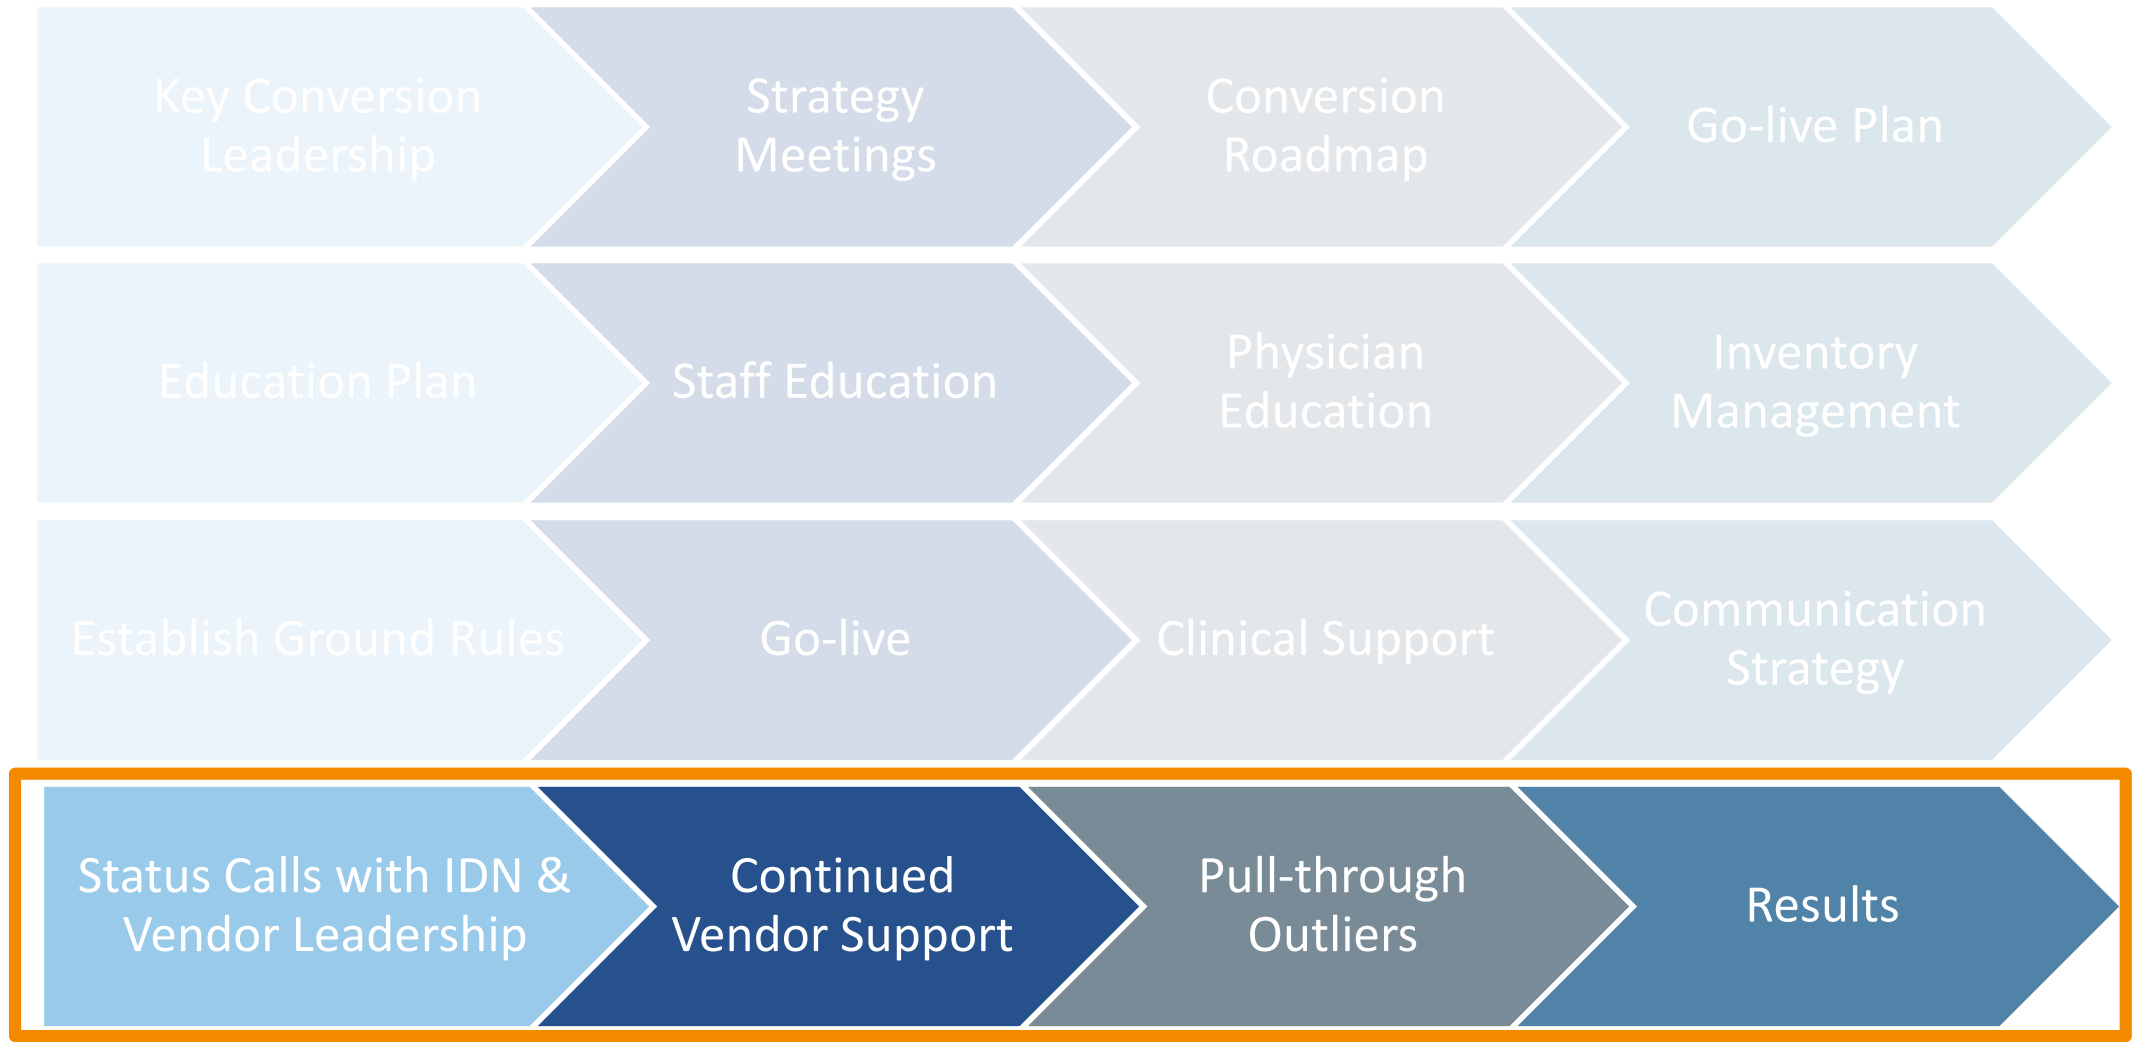 Key Conversion
Leadership
Strategy
Meetings
Conversion
Roadmap
Go-live Plan
Education Plan
Staff Education
Physician
Education
Inventory
Management
Establish Ground Rules
Go-live
Clinical Support
Communication
Strategy
Status Calls with IDN &
Vendor Leadership
Continued
Vendor Support
Pull-through
Outliers
Results